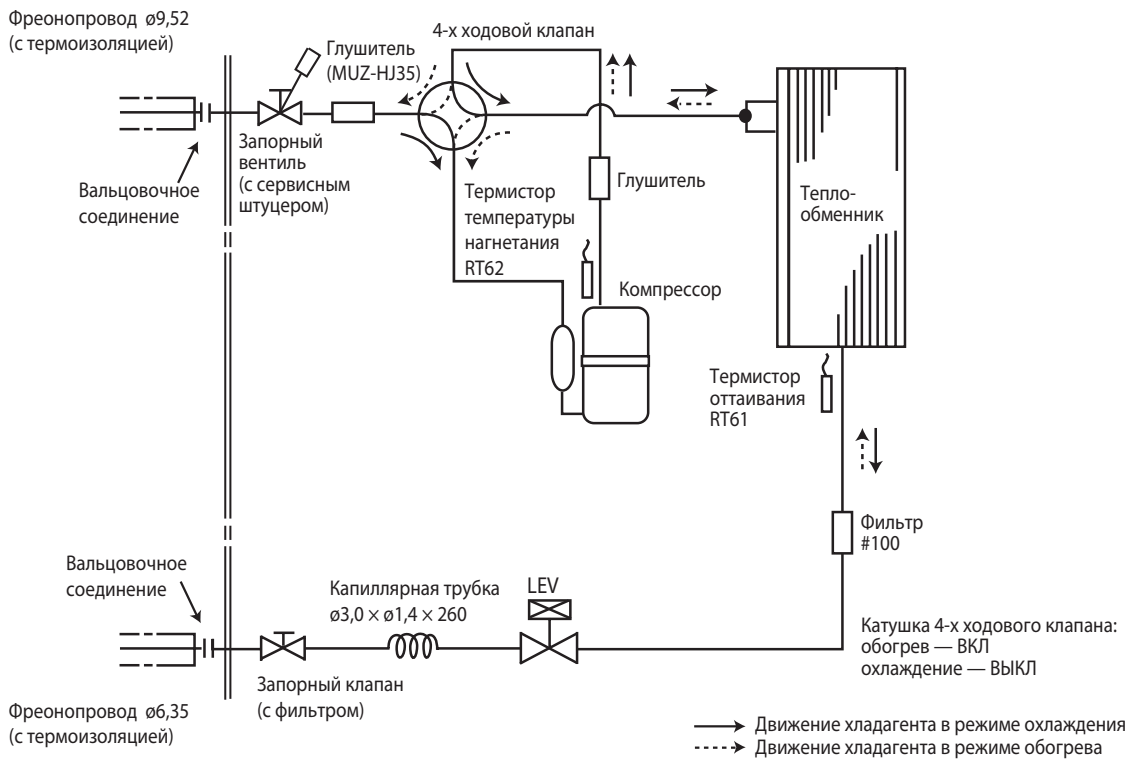 Фреонопровод ø9,52
(с термоизоляцией)
Глушитель
(MUZ-HJ35)
4-х ходовой клапан
Запорный
вентиль
(с сервисным
штуцером)
Вальцовочное
соединение
Термистор
температуры
нагнетания
RT62
Глушитель
Компрессор
Тепло-
обменник
Термистор
оттаивания
RT61
Фильтр
#100
Вальцовочное
соединение
Капиллярная трубка
ø3,0 × ø1,4 × 260
LEV
Запорный клапан
(с фильтром)
Фреонопровод ø6,35
(с термоизоляцией)
Катушка 4-х ходового клапана:
обогрев — ВКЛ
охлаждение — ВЫКЛ
Движение хладагента в режиме охлаждения
Движение хладагента в режиме обогрева